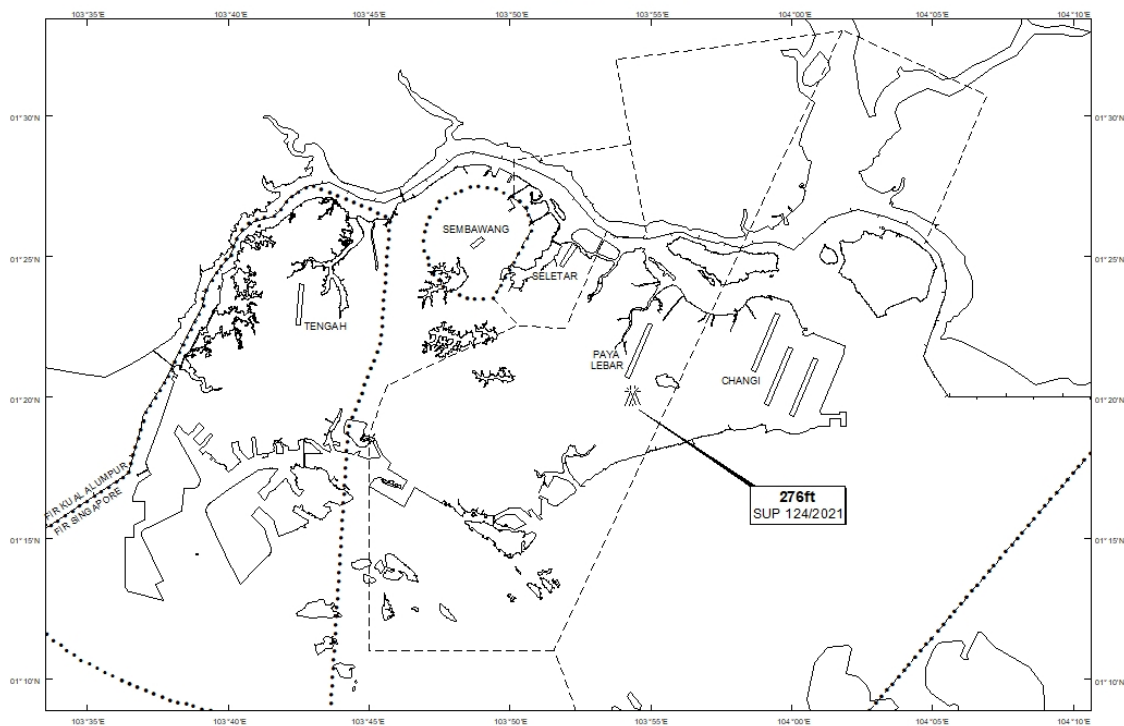 103°35'E 103°40'E 103°45'E 103°50'E 103°55'E 104°00'E 104°05'E 104°10'E
01°30'N 01°30'N
SEMBAWANG
01°25'N 01°25'N
SELETAR
TENGAH
PAYA
LEBAR
CHANGI
01°20'N 01°20'N
FIR KUALALUMPUR
FIR SINGAPORE
276ft
SUP 124/2021
01°15'N 01°15'N
01°10'N 01°10'N
103°35'E 103°40'E 103°45'E 103°50'E 103°55'E 104°00'E 104°05'E 104°10'E